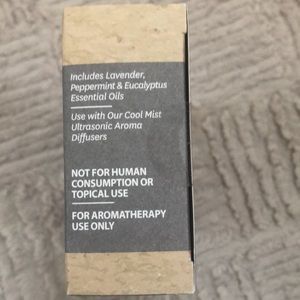 Includes Lavender,
Peppermint & Eucalyptus
Essential Oils
Use with Our Cool Mist
Ultrasonic Aroma
Diffusers
NOT FOR HUMAN
CONSUMPTION OR
TOPICAL USE
FOR AROMATHERAPY
USE ONLY